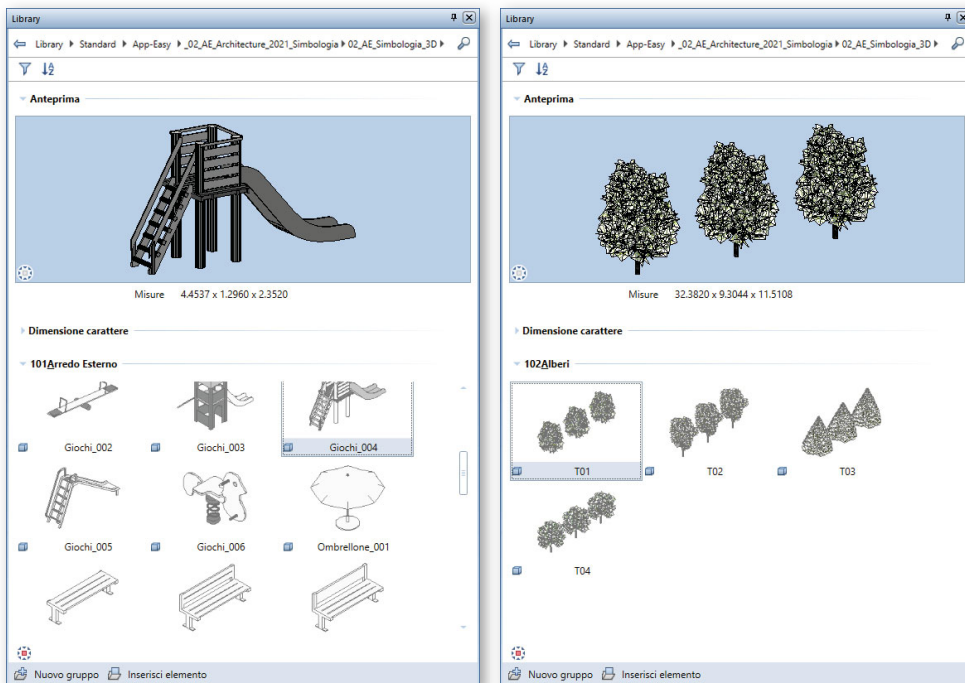 Library
Library Standard App-Easy _02_AE_Architecture_2021_Simbologia 02_AE_Simbologia_3D
Anteprima
Misure 4.4537 x 1.2960 x 2.3520
Dimensione carattere
101Arredo Esterno
Giochi_002 Giochi_003 Giochi_004
Giochi_005 Giochi_006 Ombrellone_001
Nuovo gruppo Inserisci elemento
Library
Library Standard App-Easy _02_AE_Architecture_2021_Simbologia 02_AE_Simbologia_3D
Anteprima
Misure 32.3820 x 9.3044 x 11.5108
Dimensione carattere
102Alberi
T01 T02 T03
T04
Nuovo gruppo Inserisci elemento